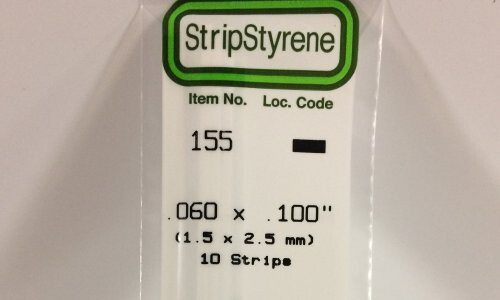 StripStyrene
Item No. Loc. Code
155
.060 x .100"
(1.5 x 2.5 mm)
10 Strips